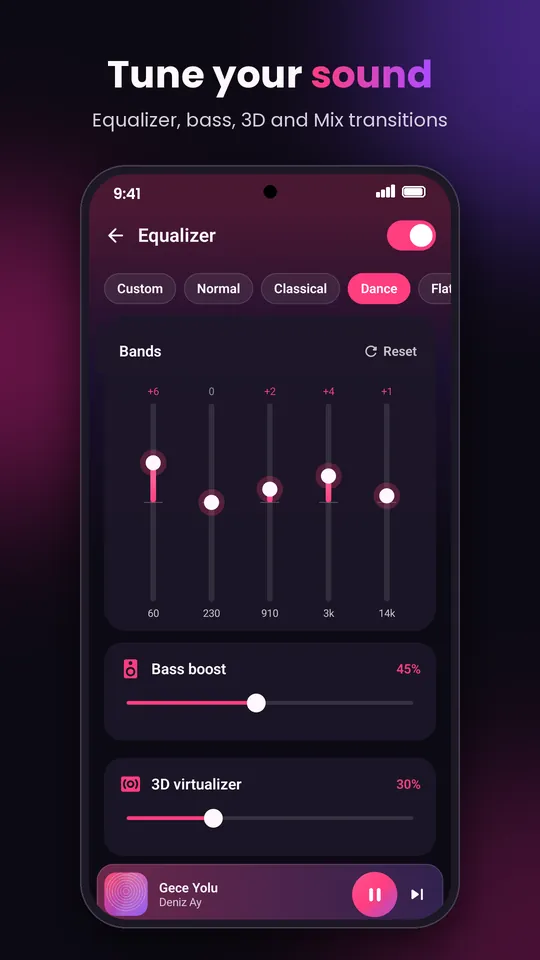 Tune your sound
Equalizer, bass, 3D and Mix transitions
9:41
Equalizer
Custom Normal Classical Dance Flat
Bands Reset
+6 0 +2 +4 +1
60 230 910 3k 14k
Bass boost 45%
3D virtualizer 30%
Gece Yolu
Deniz Ay